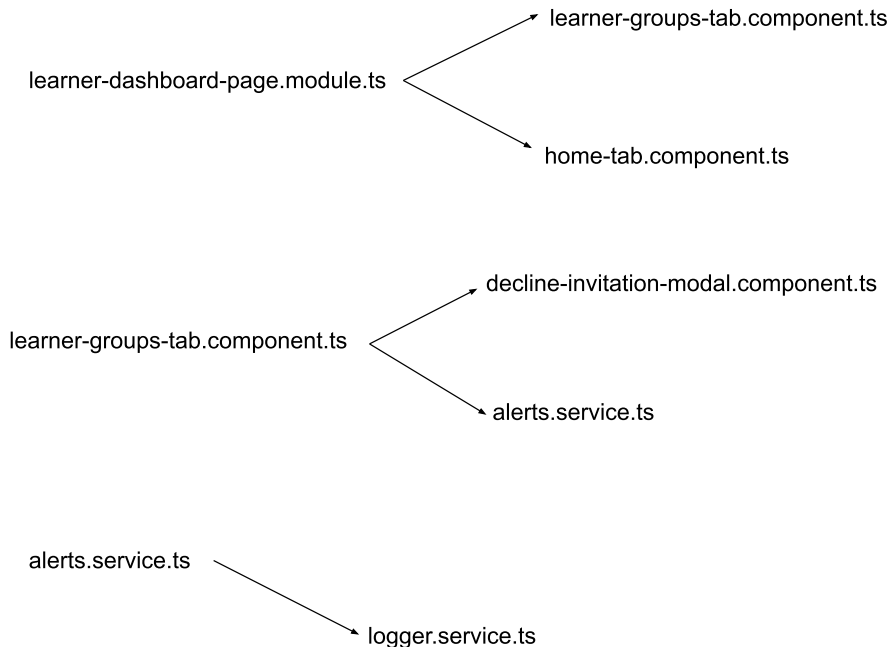 learner-groups-tab.component.ts
learner-dashboard-page.module.ts
home-tab.component.ts
decline-invitation-modal.component.ts
learner-groups-tab.component.ts
alerts.service.ts
alerts.service.ts
logger.service.ts